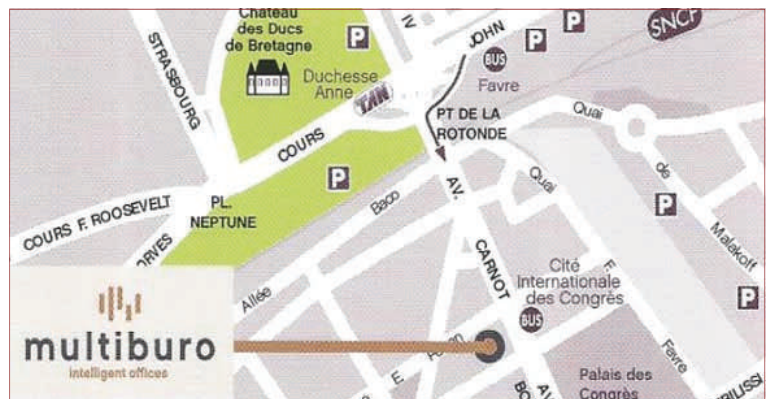 Château
des Ducs
de Bretagne
Duchesse
Anne
TAN
IV
JOHN
SNCF
P
P
P
BUS
Favre
STRASBOURG
COURS
PT DE LA
ROTONDE
Quai
de
Malakoff
P
P
P
COURS F. ROOSEVELT
PL.
NEPTUNE
Allée
Baco
AV.
CARNOT
Quai
F.
Favre
Cité
Internationale
des Congrès
BUS
multiburo
intelligent offices
E
AV
Palais des
Congrès